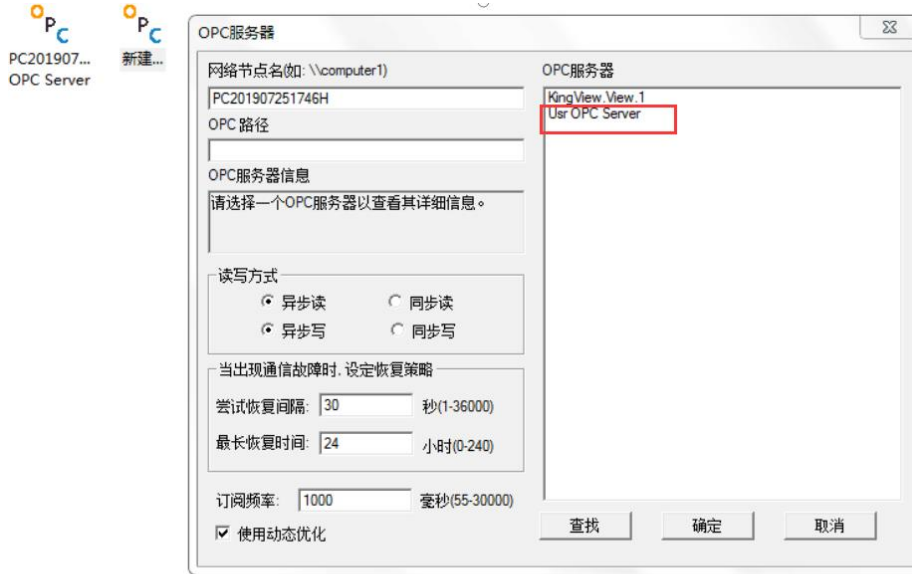 OPC
PC201907...
OPC Server
OPC
新建...
OPC服务器
网络节点名(如: \\computer1)
PC201907251746H
OPC 路径
OPC服务器信息
请选择一个OPC服务器以查看其详细信息。
读写方式
异步读
同步读
异步写
同步写
当出现通信故障时, 设定恢复策略
尝试恢复间隔: 30 秒(1-36000)
最长恢复时间: 24 小时(0-240)
订阅频率: 1000 毫秒(55-30000)
使用动态优化
OPC服务器
KingView.View.1
Usr OPC Server
查找
确定
取消